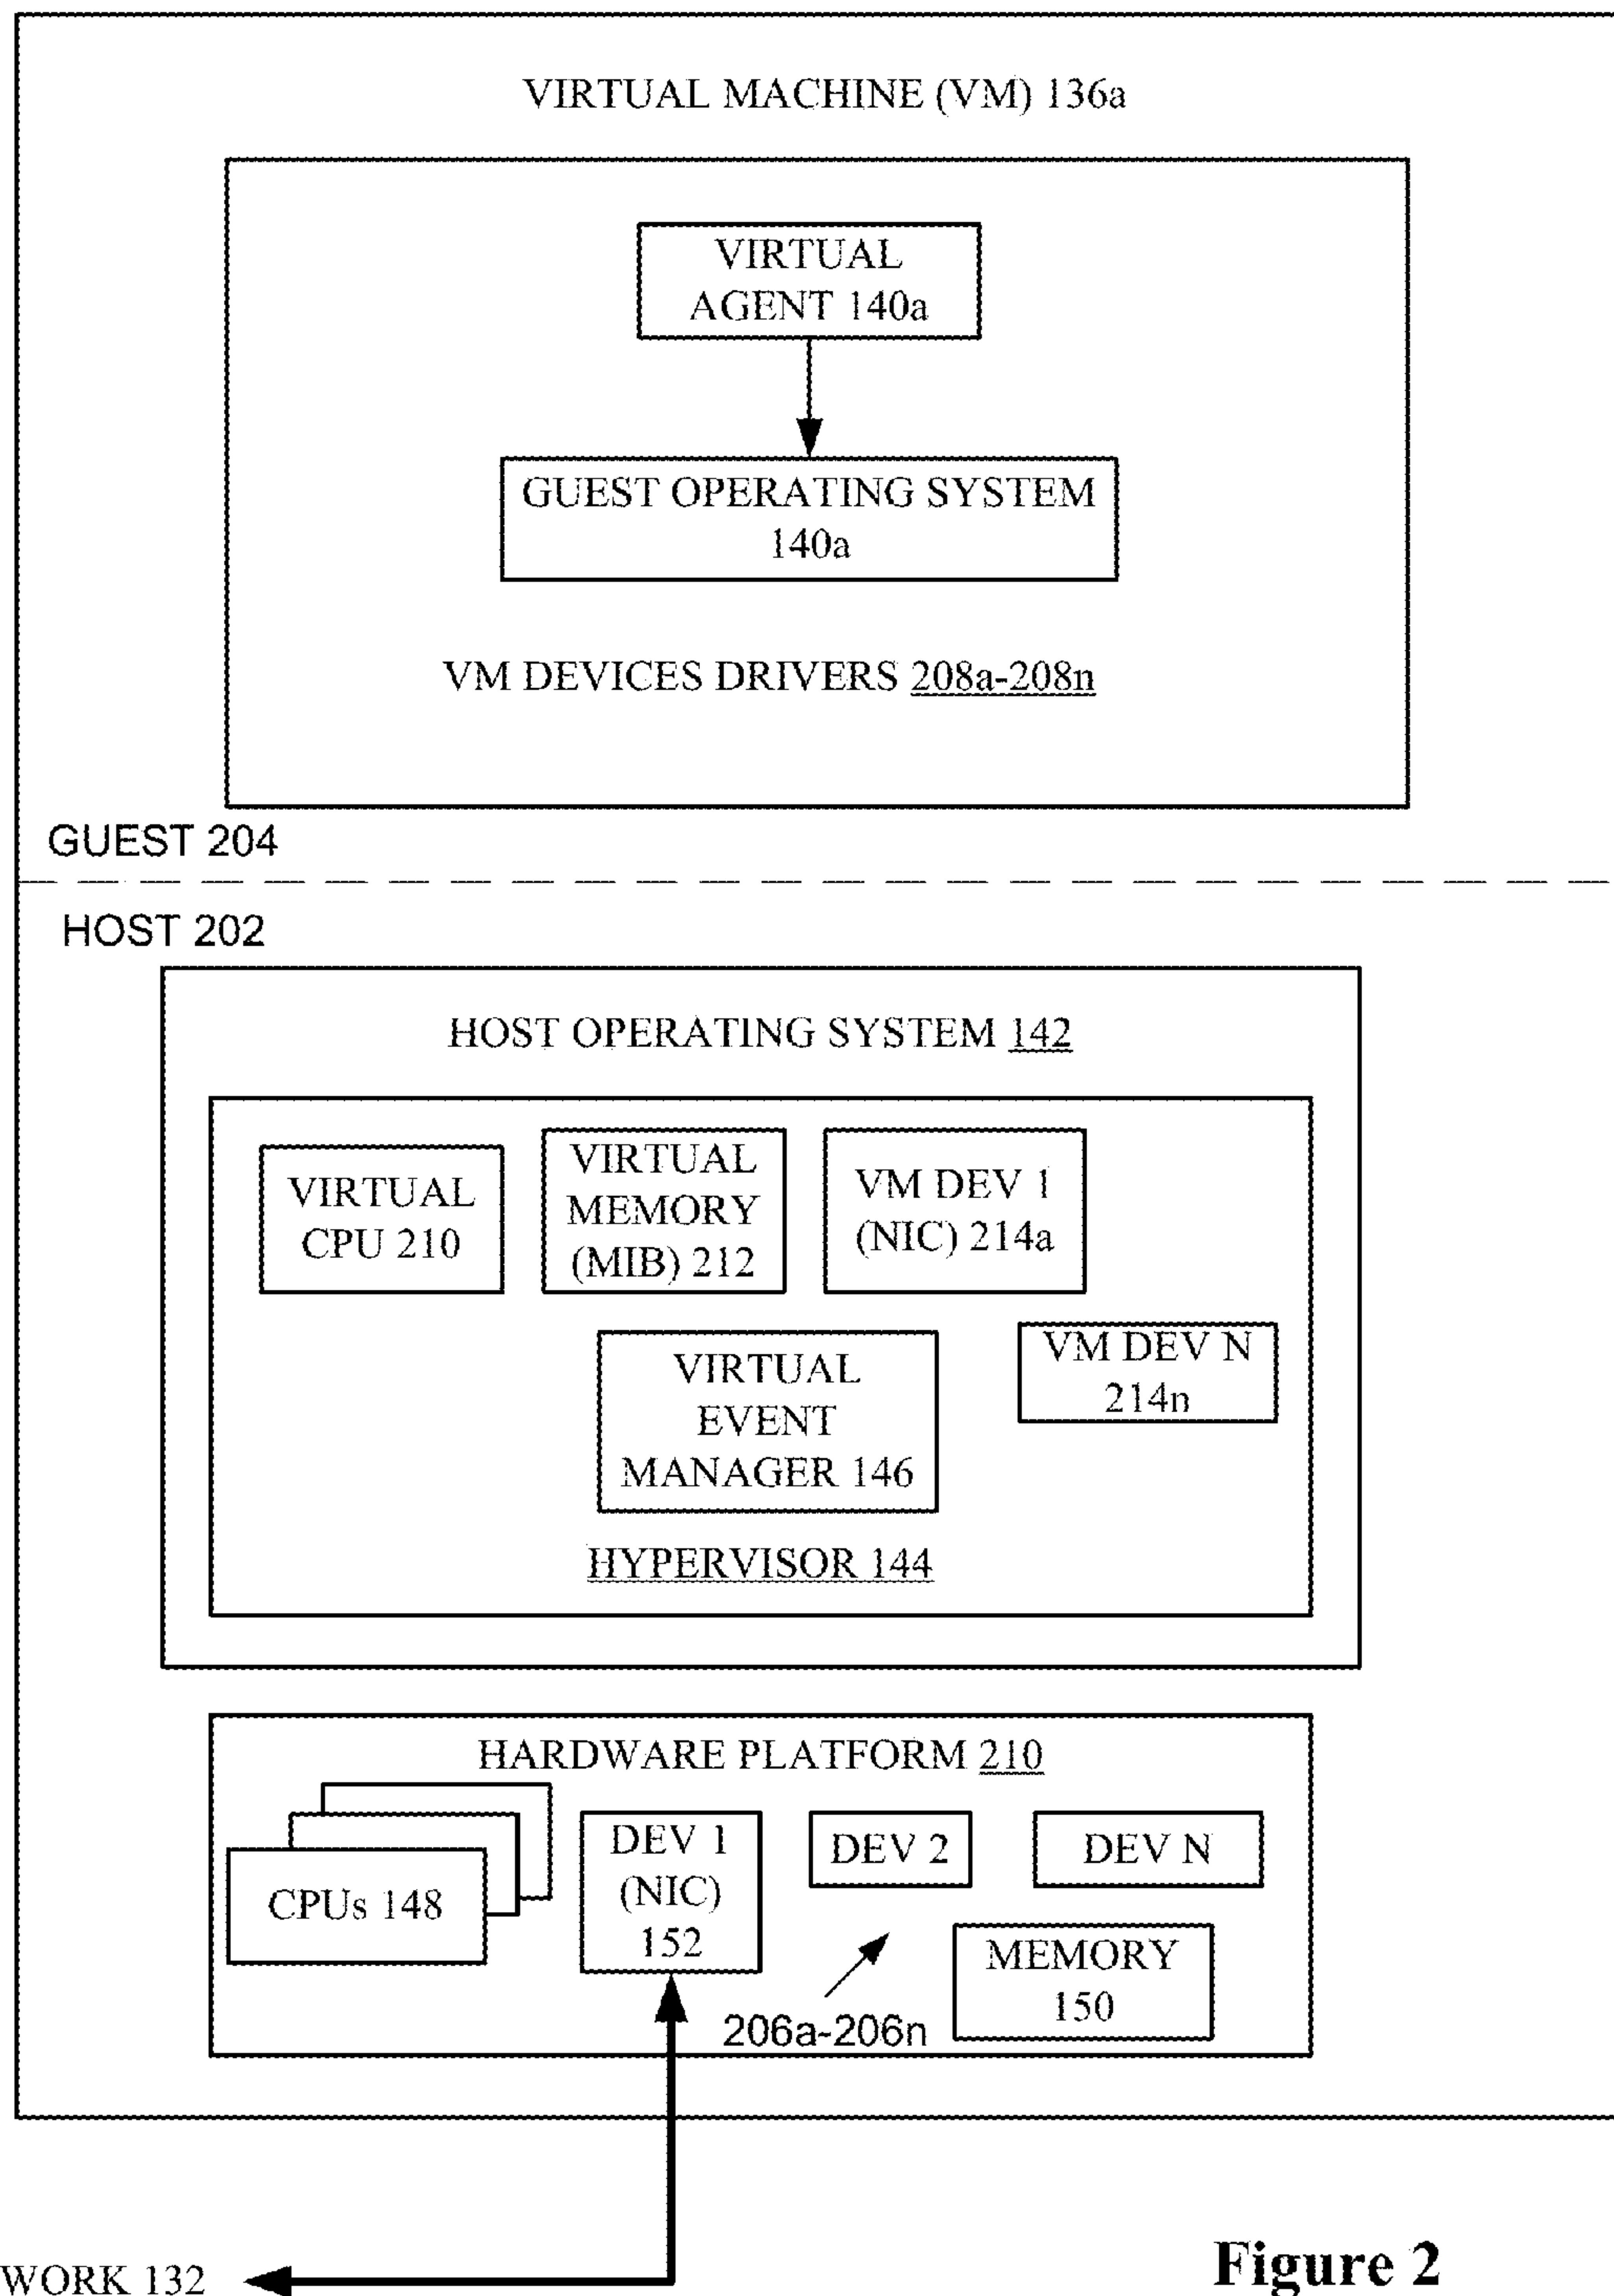 VIRTUAL MACHINE (VM) 136a
VIRTUAL
AGENT 140a
GUEST OPERATING SYSTEM
140a
VM DEVICES DRIVERS 208a-208n
GUEST 204
HOST 202
HOST OPERATING SYSTEM 142
VIRTUAL
CPU 210
VIRTUAL
MEMORY
(MIB) 212
VM DEV 1
(NIC) 214a
VIRTUAL
EVENT
MANAGER 146
VM DEV N
214n
HYPERVISOR 144
HARDWARE PLATFORM 210
CPUs 148
DEV 1
(NIC)
152
DEV 2
DEV N
206a-206n
MEMORY
150
WORK 132
Figure 2